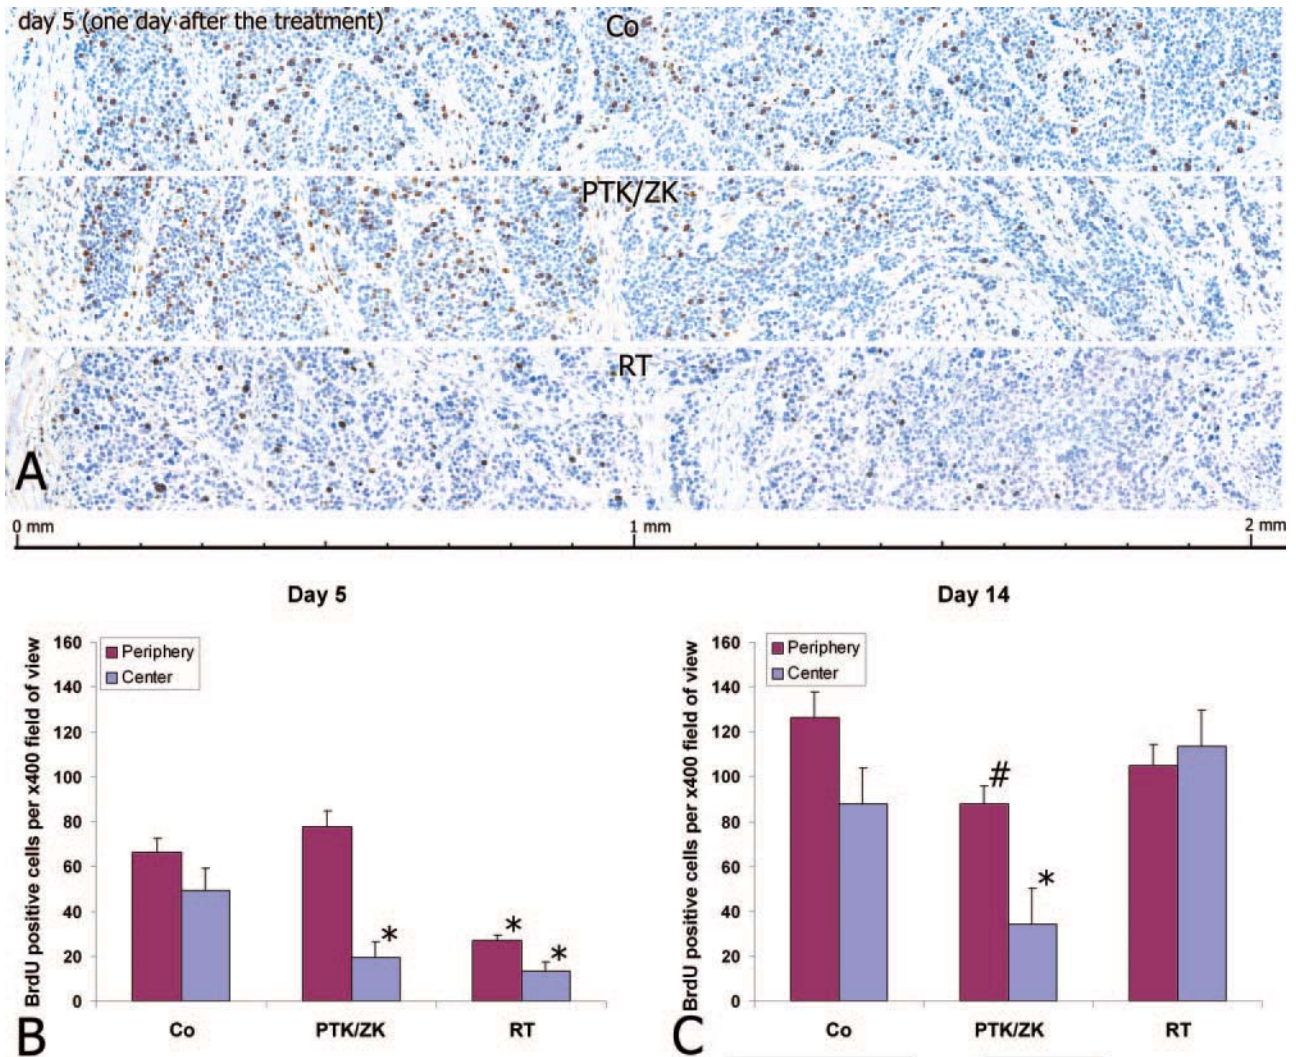 day 5 (one day after the treatment)
Co
PTK/ZK
RT
A
0 mm
1 mm
2 mm
Day 5
BrdU positive cells per x400 field of view
160
140
120
100
80
60
40
20
0
Periphery
Center
*
*
*
Co
PTK/ZK
RT
B
Day 14
BrdU positive cells per x400 field of view
160
140
120
100
80
60
40
20
0
Periphery
Center
#
*
Co
PTK/ZK
RT
C